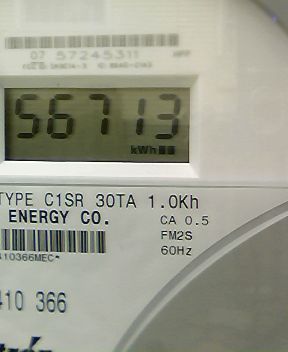 07 57245311
56713
kWh
TYPE C1SR 30TA 1.0Kh
ENERGY CO.
CA 0.5
FM2S
60Hz
410366MEC*
410 366